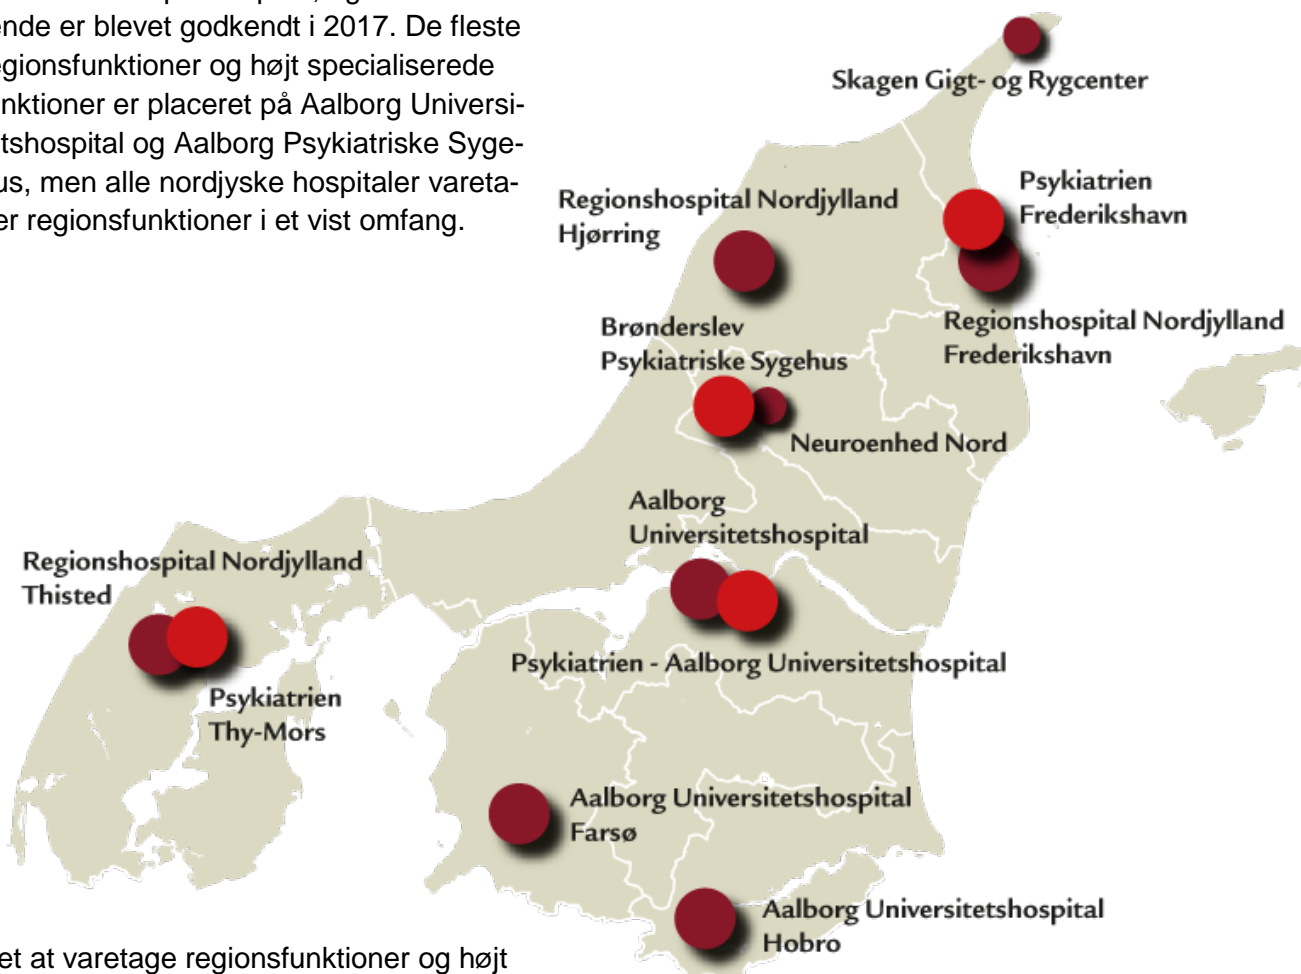 ende er blevet godkendt i 2017. De fleste
egionsfunktioner og højt specialiserede
nktioner er placeret på Aalborg Universi-
tshospital og Aalborg Psykiatriske Syge-
us, men alle nordjyske hospitaler vareta-
er regionsfunktioner i et vist omfang.
Skagen Gigt- og Rygcenter
Psykiatrien
Frederikshavn
Regionshospital Nordjylland
Hjørring
Regionshospital Nordjylland
Frederikshavn
Brønderslev
Psykiatriske Sygehus
Neuroenhed Nord
Aalborg
Universitetshospital
Regionshospital Nordjylland
Thisted
Psykiatrien - Aalborg Universitetshospital
Psykiatrien
Thy-Mors
Aalborg Universitetshospital
Farsø
Aalborg Universitetshospital
Hobro
et at varetage regionsfunktioner og højt